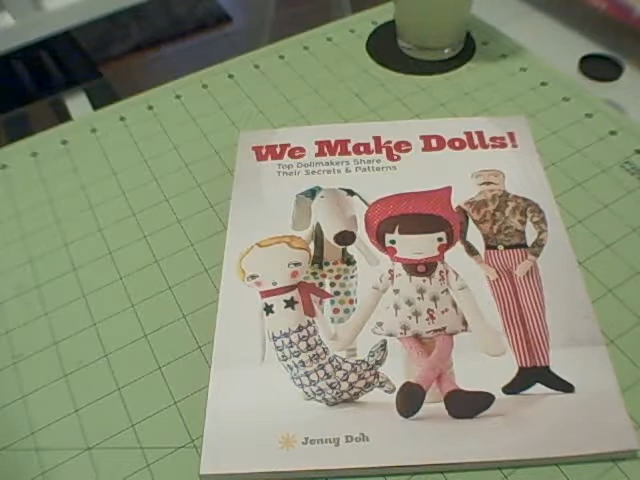 We Make Dolls!
Top Dollmakers Share
Their Secrets & Patterns
Jenny Doh